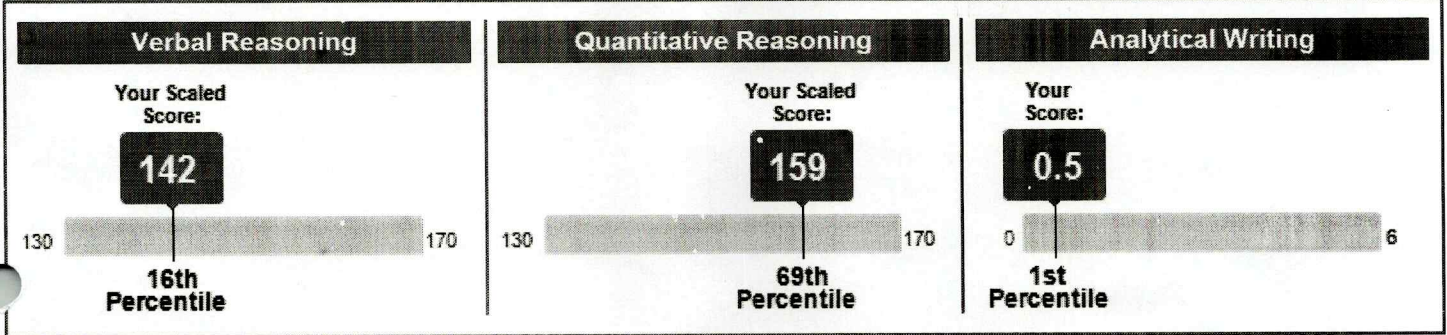 Verbal Reasoning
Your Scaled
Score:
142
130
170
16th
Percentile
Quantitative Reasoning
Your Scaled
Score:
159
130
170
69th
Percentile
Analytical Writing
Your
Score:
0.5
0
6
1st
Percentile